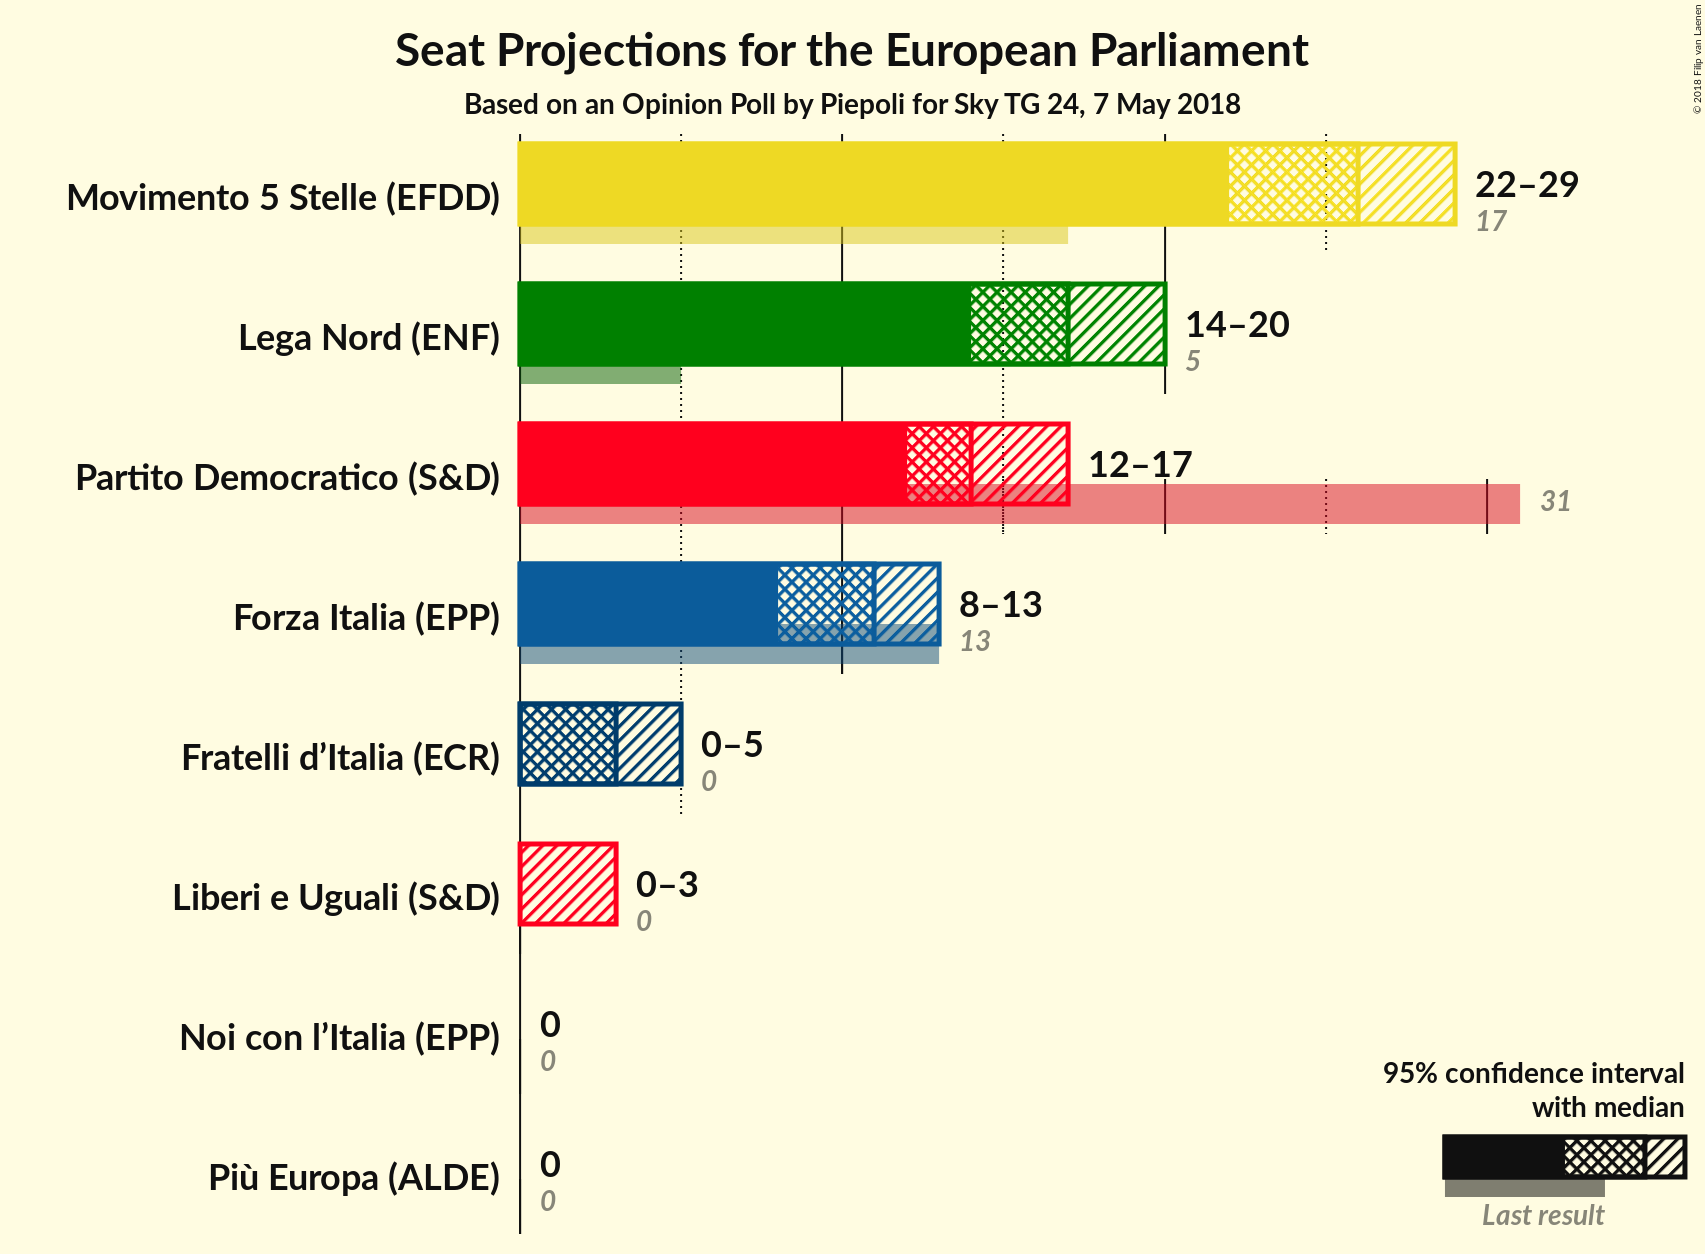 Seat Projections for the European Parliament
Based on an Opinion Poll by Piepoli for Sky TG 24, 7 May 2018
© 2018 Filip van Laenen
Movimento 5 Stelle (EFDD)
22–29
17
Lega Nord (ENF)
14–20
5
Partito Democratico (S&D)
12–17
31
Forza Italia (EPP)
8–13
13
Fratelli d’Italia (ECR)
0–5
0
Liberi e Uguali (S&D)
0–3
0
Noi con l’Italia (EPP)
0
0
Più Europa (ALDE)
0
0
95% confidence interval
with median
Last result